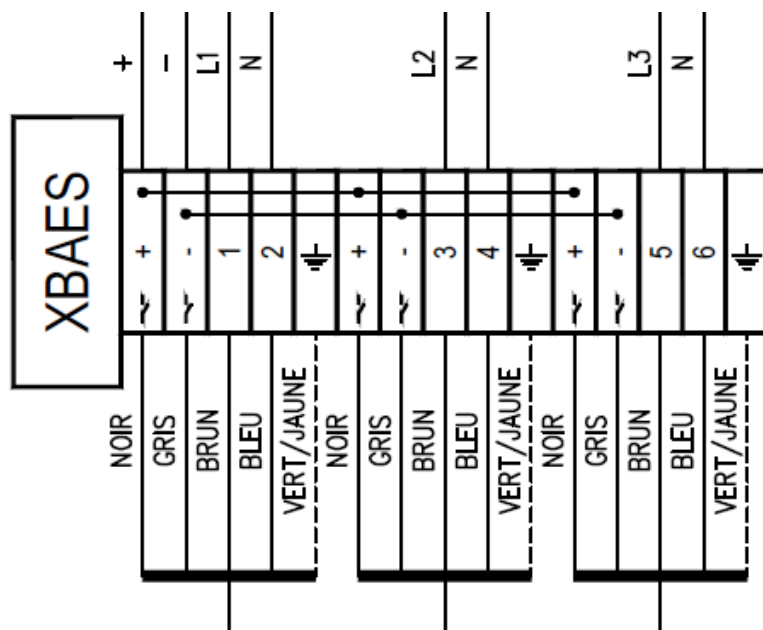 + − L1 N L2 N L3 N
XBAES
+ - 1 2 + - 3 4 + - 5 6
NOIR GRIS BRUN BLEU VERT/JAUNE NOIR GRIS BRUN BLEU VERT/JAUNE NOIR GRIS BRUN BLEU VERT/JAUNE